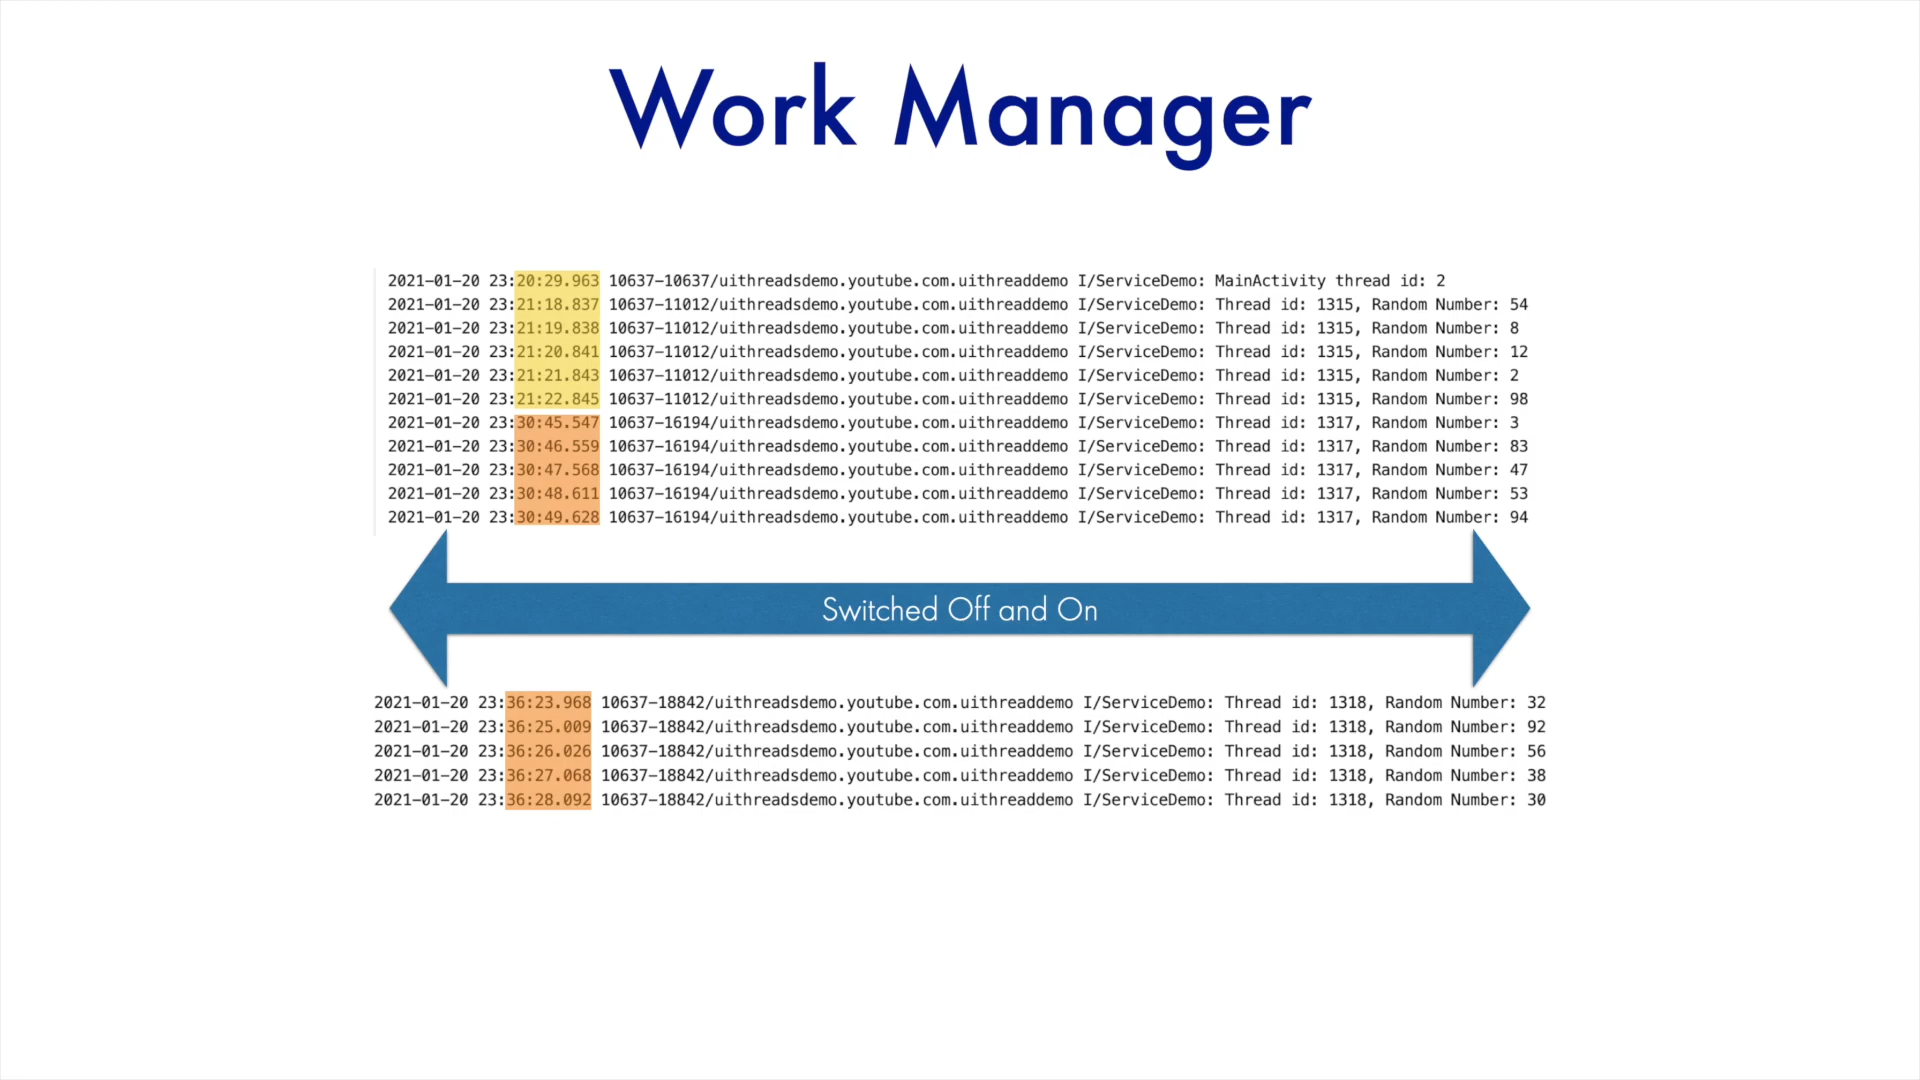 Work Manager
2021-01-20 23:20:29.963 10637-10637/uithreadsdemo.youtube.com.uithreaddemo I/ServiceDemo: MainActivity thread id: 2
2021-01-20 23:21:18.837 10637-11012/uithreadsdemo.youtube.com.uithreaddemo I/ServiceDemo: Thread id: 1315, Random Number: 54
2021-01-20 23:21:19.838 10637-11012/uithreadsdemo.youtube.com.uithreaddemo I/ServiceDemo: Thread id: 1315, Random Number: 8
2021-01-20 23:21:20.841 10637-11012/uithreadsdemo.youtube.com.uithreaddemo I/ServiceDemo: Thread id: 1315, Random Number: 12
2021-01-20 23:21:21.843 10637-11012/uithreadsdemo.youtube.com.uithreaddemo I/ServiceDemo: Thread id: 1315, Random Number: 2
2021-01-20 23:21:22.845 10637-11012/uithreadsdemo.youtube.com.uithreaddemo I/ServiceDemo: Thread id: 1315, Random Number: 98
2021-01-20 23:30:45.547 10637-16194/uithreadsdemo.youtube.com.uithreaddemo I/ServiceDemo: Thread id: 1317, Random Number: 3
2021-01-20 23:30:46.559 10637-16194/uithreadsdemo.youtube.com.uithreaddemo I/ServiceDemo: Thread id: 1317, Random Number: 83
2021-01-20 23:30:47.568 10637-16194/uithreadsdemo.youtube.com.uithreaddemo I/ServiceDemo: Thread id: 1317, Random Number: 47
2021-01-20 23:30:48.611 10637-16194/uithreadsdemo.youtube.com.uithreaddemo I/ServiceDemo: Thread id: 1317, Random Number: 53
2021-01-20 23:30:49.628 10637-16194/uithreadsdemo.youtube.com.uithreaddemo I/ServiceDemo: Thread id: 1317, Random Number: 94
Switched Off and On
2021-01-20 23:36:23.968 10637-18842/uithreadsdemo.youtube.com.uithreaddemo I/ServiceDemo: Thread id: 1318, Random Number: 32
2021-01-20 23:36:25.009 10637-18842/uithreadsdemo.youtube.com.uithreaddemo I/ServiceDemo: Thread id: 1318, Random Number: 92
2021-01-20 23:36:26.026 10637-18842/uithreadsdemo.youtube.com.uithreaddemo I/ServiceDemo: Thread id: 1318, Random Number: 56
2021-01-20 23:36:27.068 10637-18842/uithreadsdemo.youtube.com.uithreaddemo I/ServiceDemo: Thread id: 1318, Random Number: 38
2021-01-20 23:36:28.092 10637-18842/uithreadsdemo.youtube.com.uithreaddemo I/ServiceDemo: Thread id: 1318, Random Number: 30